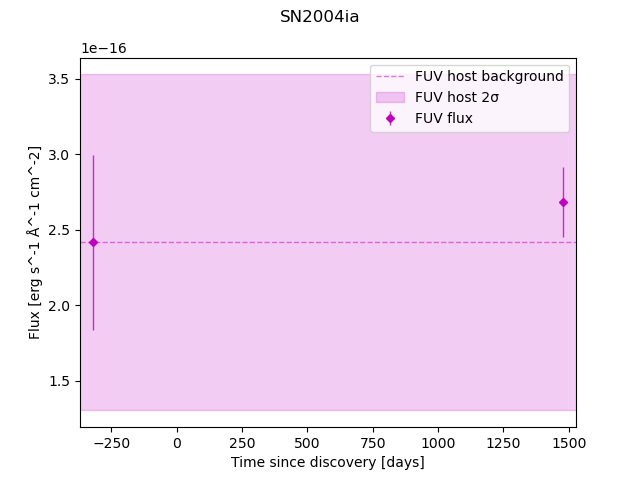 SN2004ia
1e−16
FUV host background
FUV host 2σ
FUV flux
3.5
3.0
2.5
2.0
1.5
Flux [erg s^-1 Å^-1 cm^-2]
−250 0 250 500 750 1000 1250 1500
Time since discovery [days]